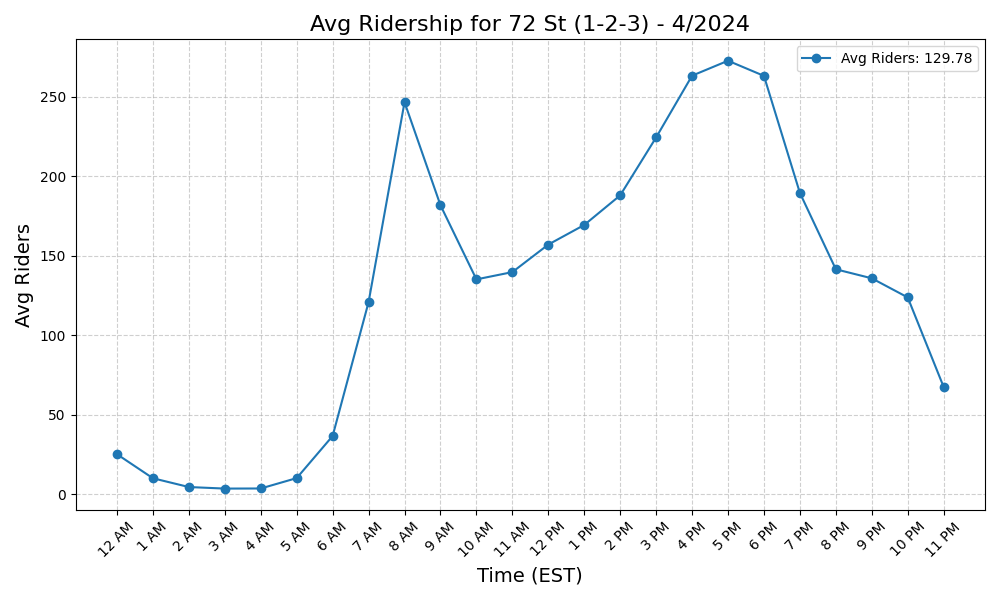 Avg Ridership for 72 St (1-2-3) - 4/2024
Avg Riders: 129.78
Avg Riders
250
200
150
100
50
0
12 AM
1 AM
2 AM
3 AM
4 AM
5 AM
6 AM
7 AM
8 AM
9 AM
10 AM
11 AM
12 PM
1 PM
2 PM
3 PM
4 PM
5 PM
6 PM
7 PM
8 PM
9 PM
10 PM
11 PM
Time (EST)